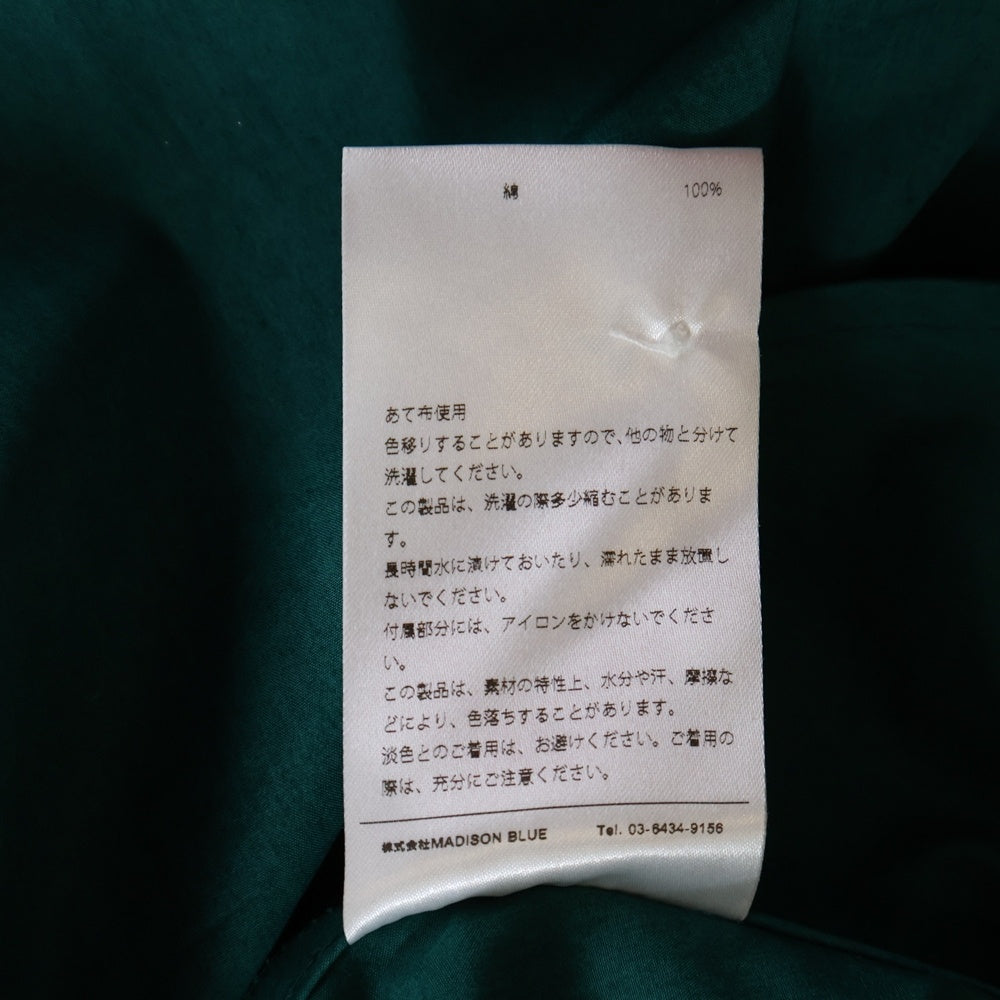 綿 100%
あて布使用
色移りすることがありますので、他の物と分けて
洗濯してください。
この製品は、洗濯の際多少縮むことがありま
す。
長時間水に漬けておいたり、濡れたまま放置し
ないでください。
付属部分には、アイロンをかけないでくださ
い。
この製品は、素材の特性上、水分や汗、摩擦な
どにより、色落ちすることがあります。
淡色とのご着用は、お避けください。ご着用の
際は、充分にご注意ください。
株式会社MADISON BLUE Tel. 03-6434-9156